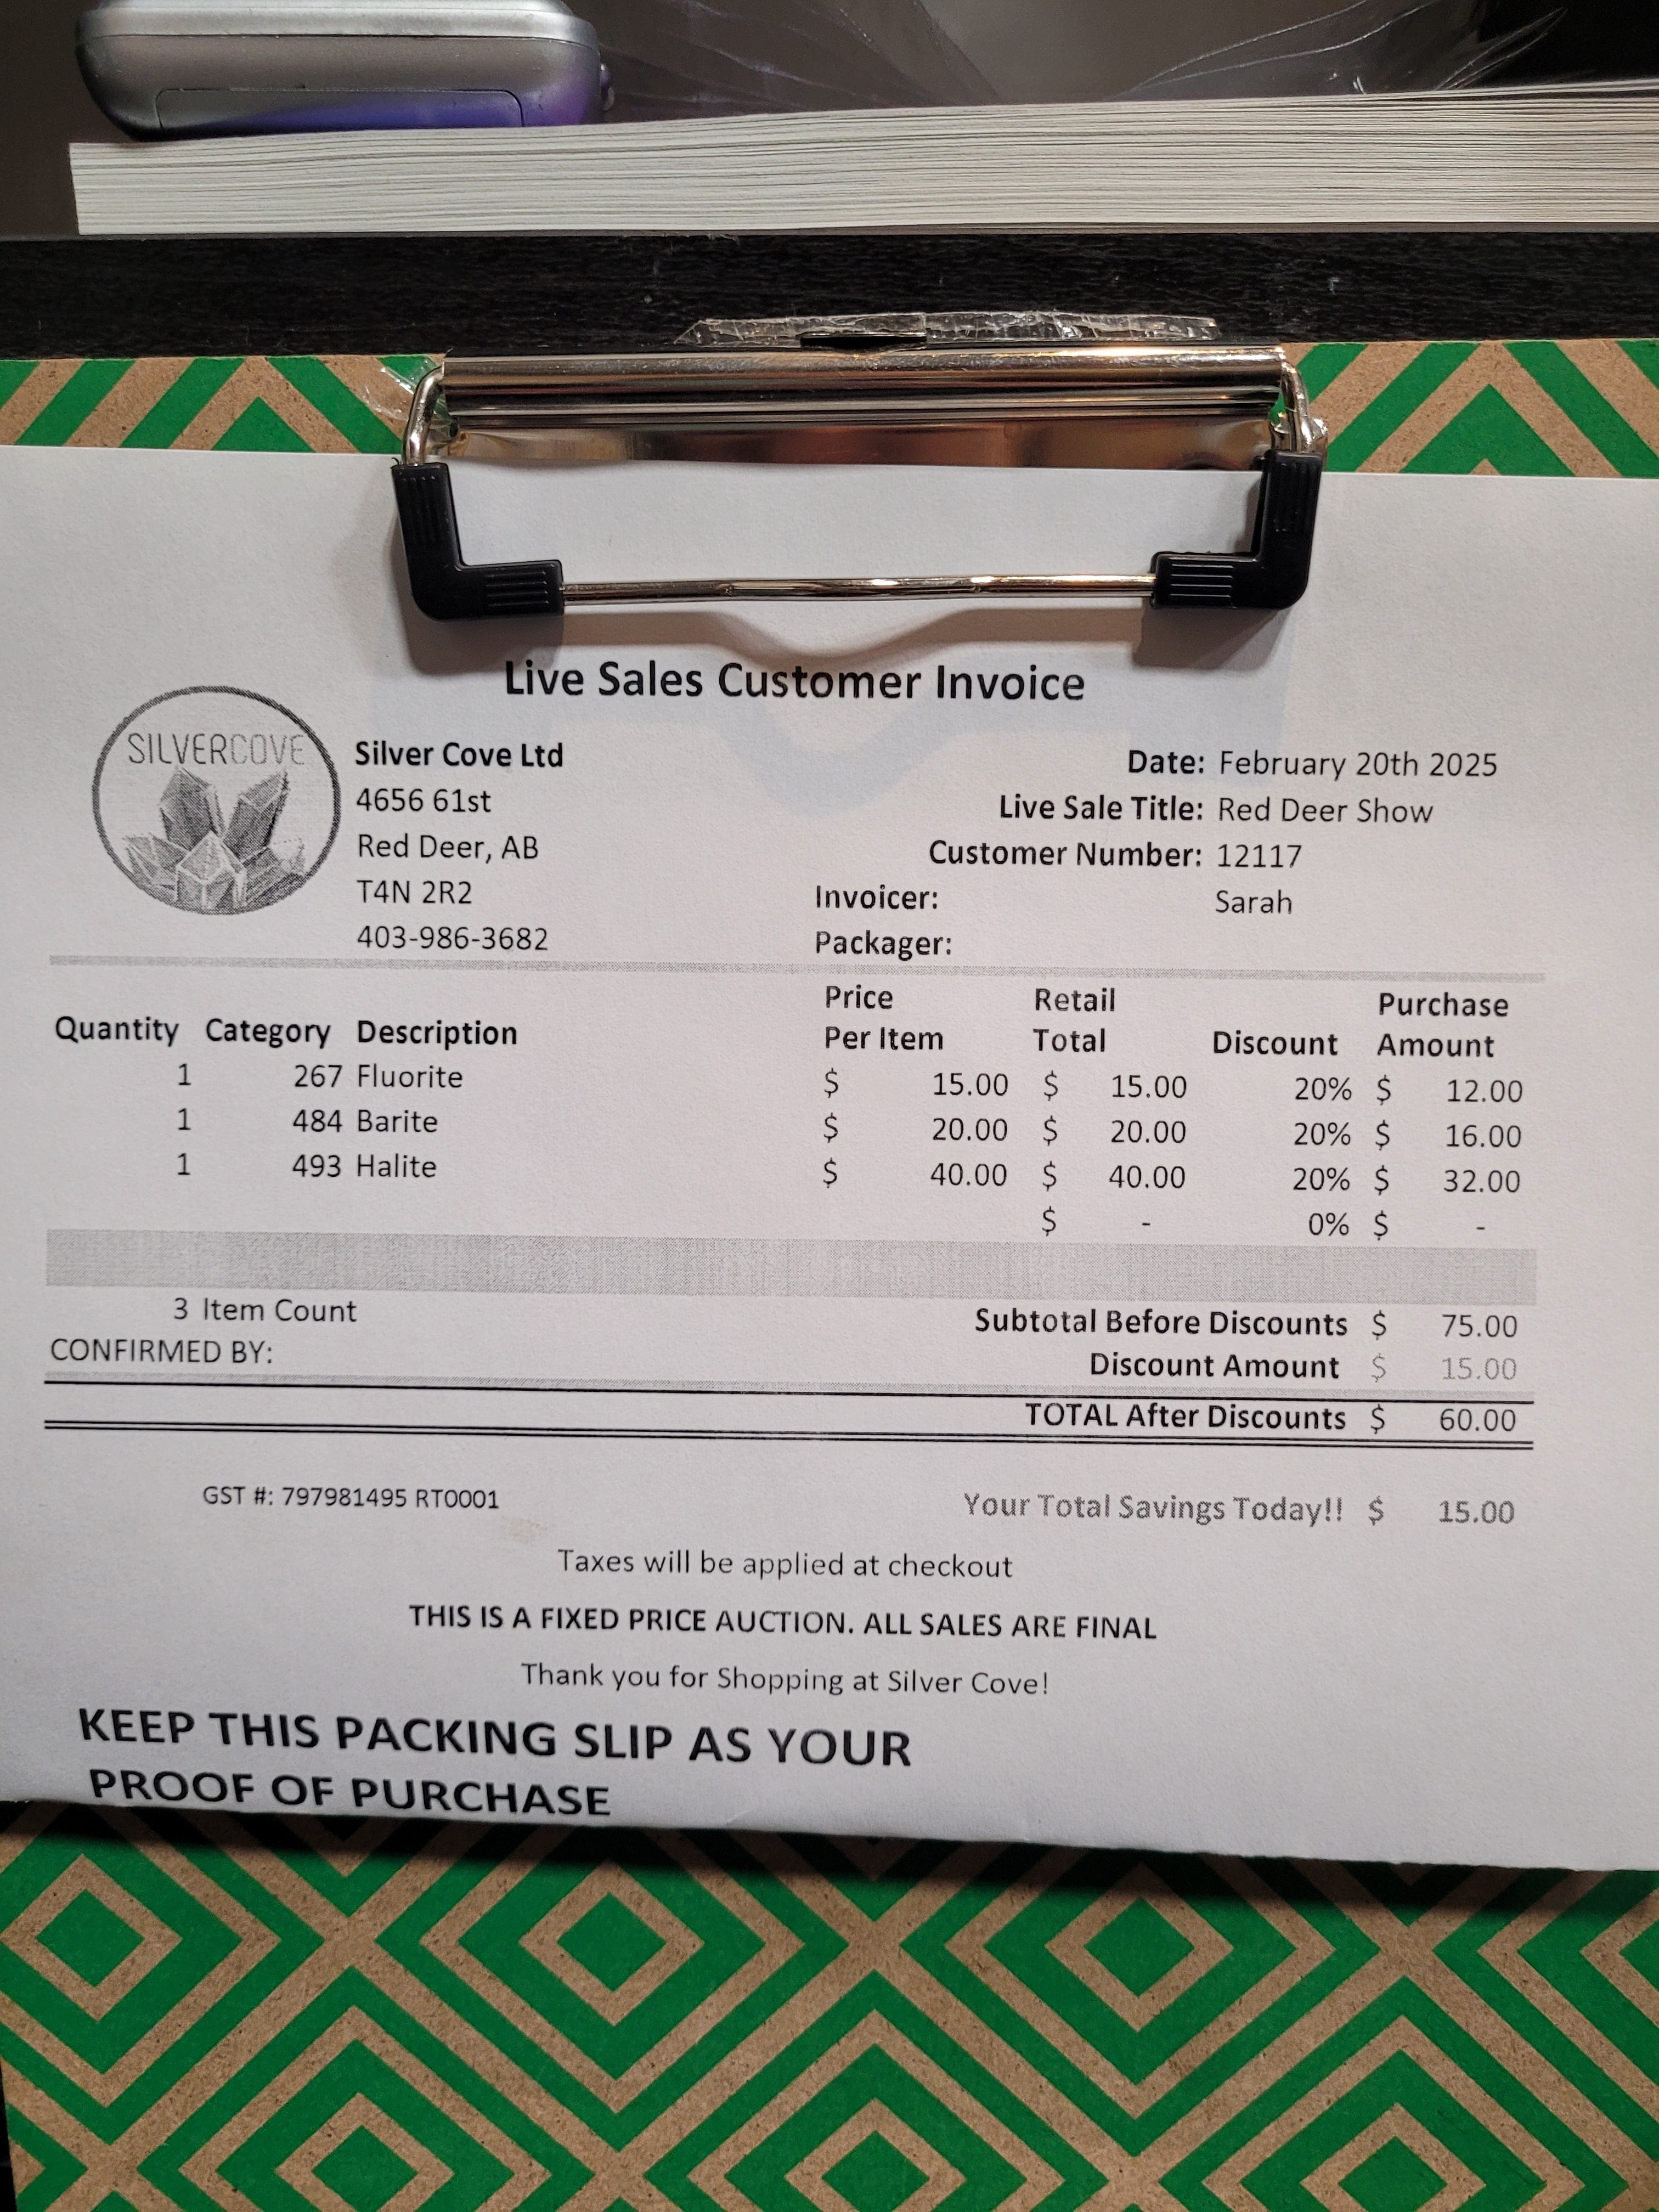 Live Sales Customer Invoice
SILVERCOVE
Silver Cove Ltd
4656 61st
Red Deer, AB
T4N 2R2
403-986-3682
Date: February 20th 2025
Live Sale Title: Red Deer Show
Customer Number: 12117
Invoicer: Sarah
Packager:
Quantity Category Description Price Per Item Retail Total Discount Purchase Amount
1 267 Fluorite $ 15.00 $ 15.00 20% $ 12.00
1 484 Barite $ 20.00 $ 20.00 20% $ 16.00
1 493 Halite $ 40.00 $ 40.00 20% $ 32.00
$ - 0% $ -
3 Item Count Subtotal Before Discounts $ 75.00
CONFIRMED BY: Discount Amount $ 15.00
TOTAL After Discounts $ 60.00
GST #: 797981495 RT0001 Your Total Savings Today!! $ 15.00
Taxes will be applied at checkout
THIS IS A FIXED PRICE AUCTION. ALL SALES ARE FINAL
Thank you for Shopping at Silver Cove!
KEEP THIS PACKING SLIP AS YOUR
PROOF OF PURCHASE